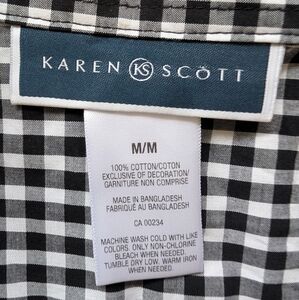 KAREN KS SCOTT
M/M
100% COTTON/COTON
EXCLUSIVE OF DECORATION/
GARNITURE NON COMPRISE
MADE IN BANGLADESH
FABRIQUÉ AU BANGLADESH
CA 00234
MACHINE WASH COLD WITH LIKE
COLORS. ONLY NON-CHLORINE
BLEACH WHEN NEEDED.
TUMBLE DRY LOW. WARM IRON
WHEN NEEDED.